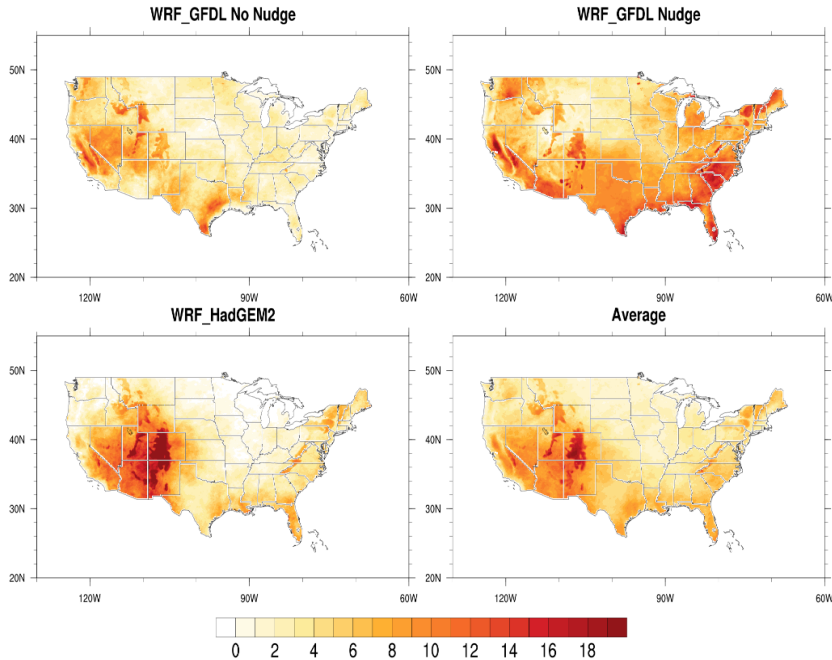 WRF_GFDL No Nudge
WRF_GFDL Nudge
50N
40N
30N
20N
120W
90W
60W
50N
40N
30N
20N
120W
90W
60W
WRF_HadGEM2
Average
50N
40N
30N
20N
120W
90W
60W
50N
40N
30N
20N
120W
90W
60W
0 2 4 6 8 10 12 14 16 18